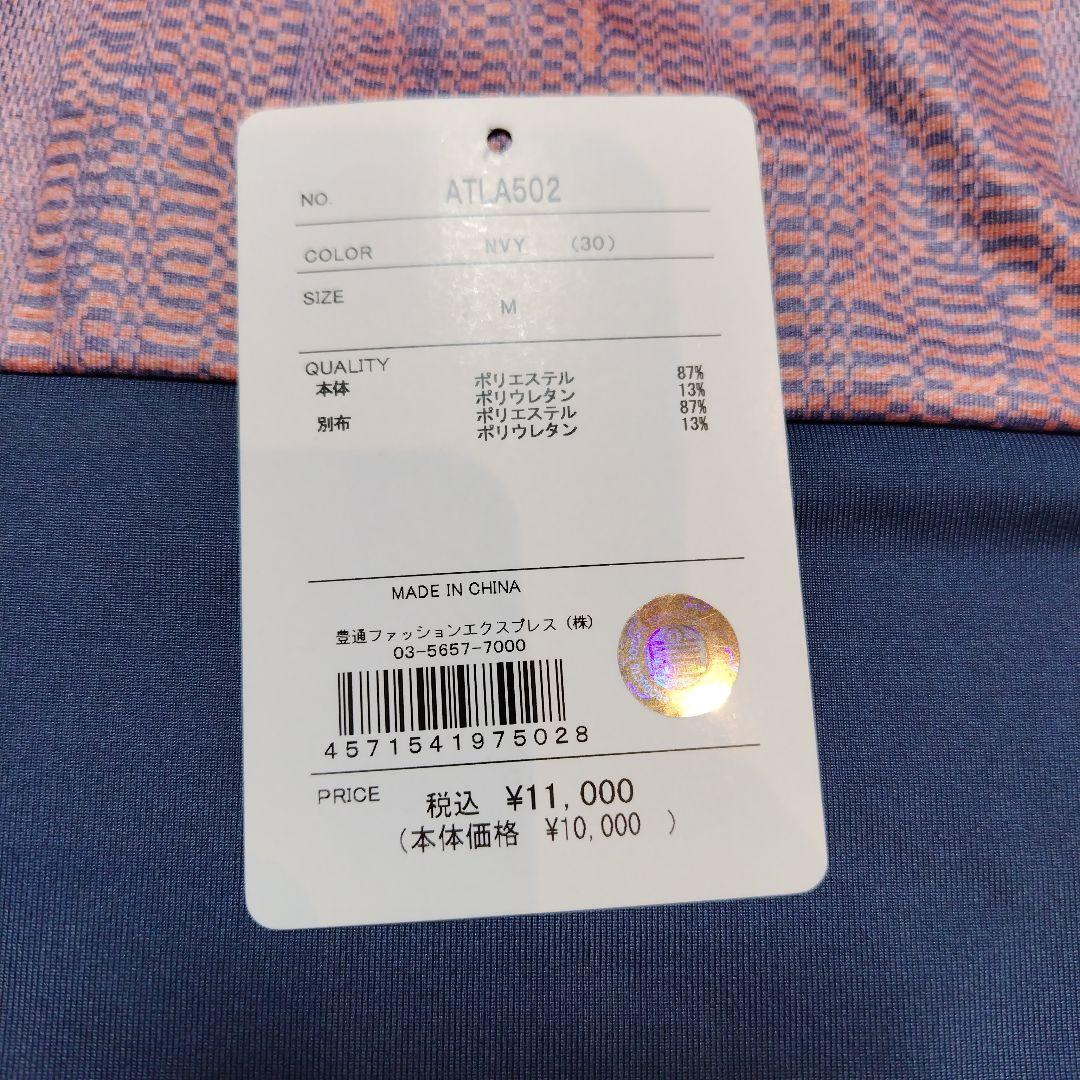 NO. ATLA502
COLOR NVY (30)
SIZE M
QUALITY
本体 ポリエステル 87%
ポリウレタン 13%
別布 ポリエステル 87%
ポリウレタン 13%
MADE IN CHINA
豊通ファッションエクスプレス(株)
03-5657-7000
4571541975028
PRICE 税込 ¥11,000
(本体価格 ¥10,000 )